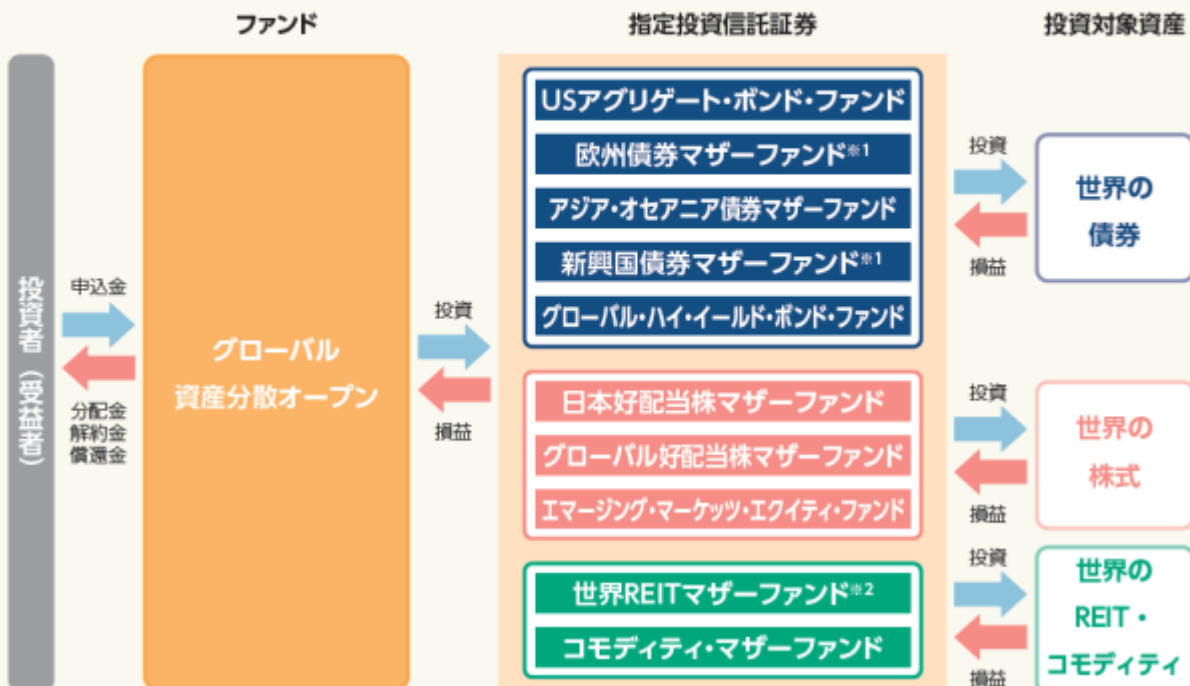 ファンド
指定投資信託証券
投資対象資産
投資者（受益者）
申込金
分配金
解約金
償還金
グローバル
資産分散オープン
投資
損益
USアグリゲート・ボンド・ファンド
欧州債券マザーファンド※1
アジア・オセアニア債券マザーファンド
新興国債券マザーファンド※1
グローバル・ハイ・イールド・ボンド・ファンド
投資
損益
世界の
債券
日本好配当株マザーファンド
グローバル好配当株マザーファンド
エマージング・マーケッツ・エクイティ・ファンド
投資
損益
世界の
株式
世界REITマザーファンド※2
コモディティ・マザーファンド
投資
損益
世界の
REIT・
コモディティ